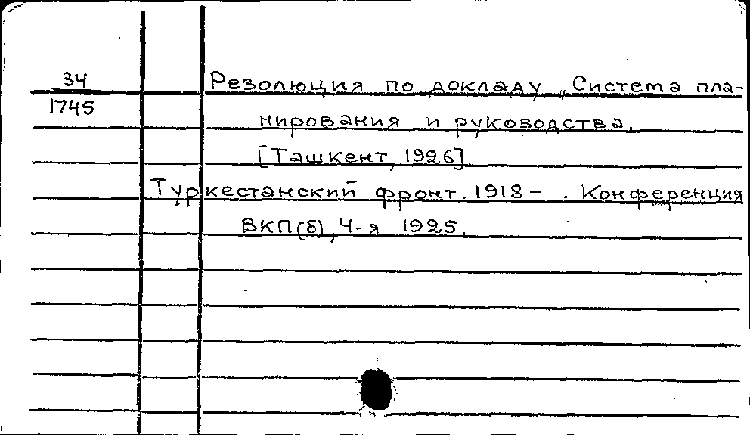 34
1745
Резолюция по докладу „Система пла-
нирования и руководства.
[Ташкент, 1926]
Туркестанский фронт. 1918 - . Конференция
ВКП(б), 4-я 1925.